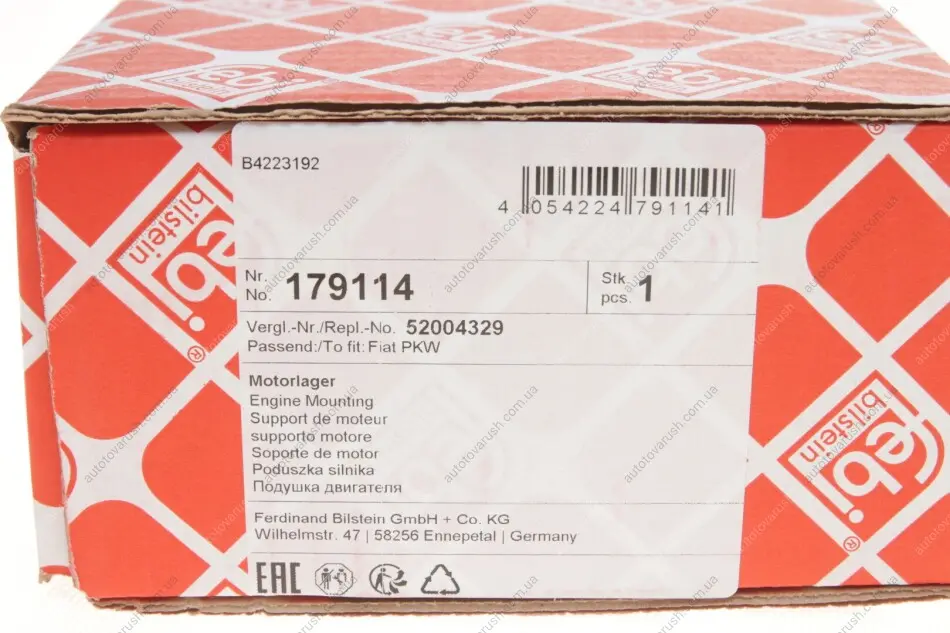 febi
bilstein
B4223192
4 054224 791141
Nr.
No. 179114
Stk.
pcs. 1
Vergl.-Nr./Repl.-No. 52004329
Passend:/To fit: Fiat PKW
Motorlager
Engine Mounting
Support de moteur
supporto motore
Soporte de motor
Poduszka silnika
Подушка двигателя
Ferdinand Bilstein GmbH + Co. KG
Wilhelmstr. 47 | 58256 Ennepetal | Germany
EAC
febi
bilstein
febi
bilstein
autotovarush.com.ua